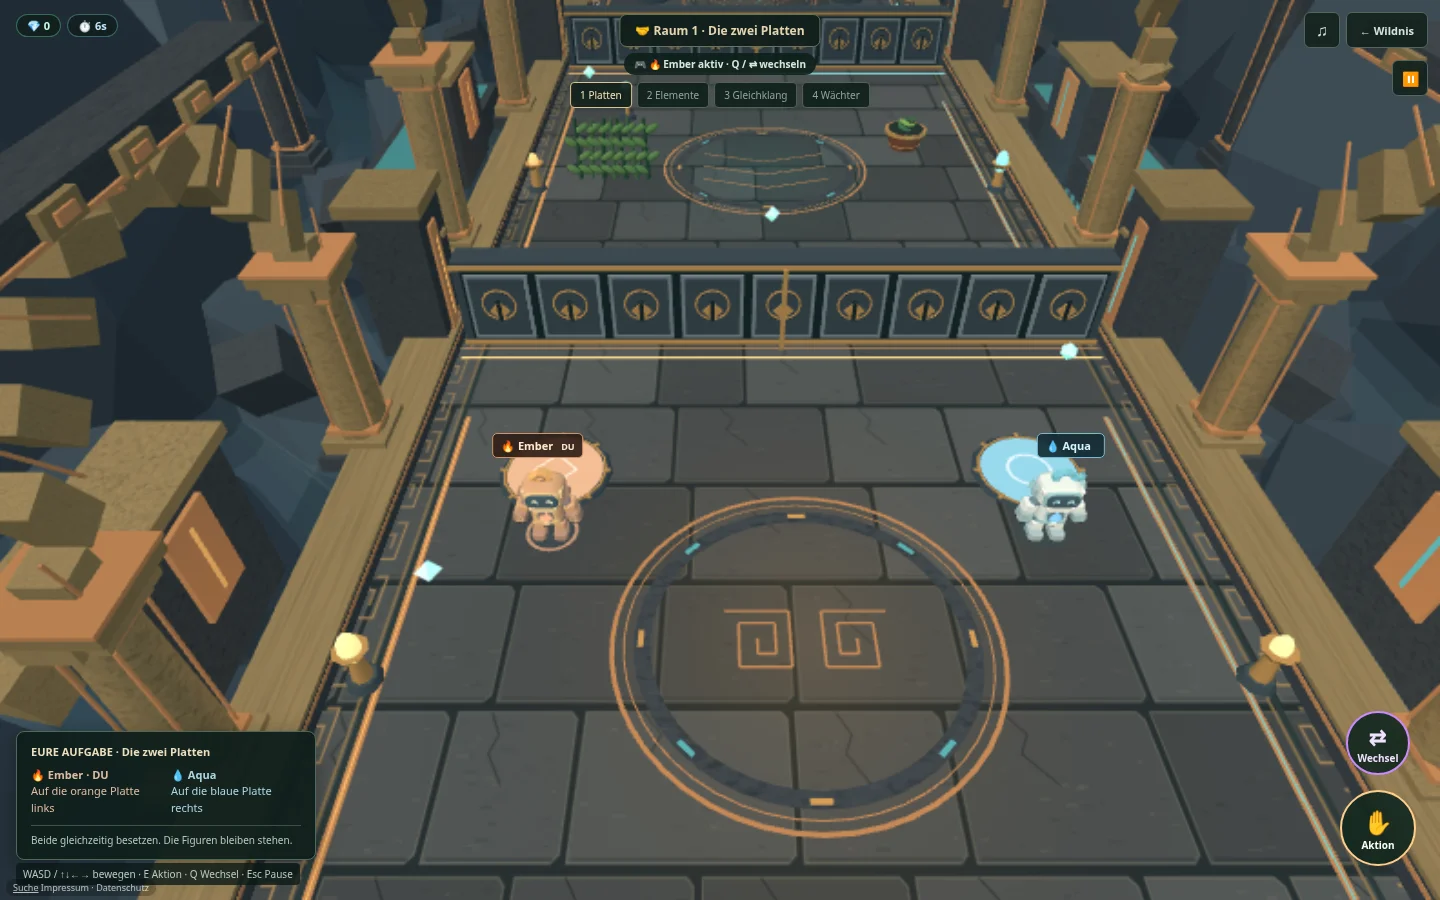 💎 0 ⏱️ 6s
🤝 Raum 1 · Die zwei Platten
♫ ← Wildnis
🎮 🔥 Ember aktiv · Q / ⇄ wechseln
1 Platten 2 Elemente 3 Gleichklang 4 Wächter
🔥 Ember DU
💧 Aqua
EURE AUFGABE · Die zwei Platten
🔥 Ember · DU
Auf die orange Platte
links
💧 Aqua
Auf die blaue Platte
rechts
Beide gleichzeitig besetzen. Die Figuren bleiben stehen.
⇄
Wechsel
✋
Aktion
WASD / ↑↓←→ bewegen · E Aktion · Q Wechsel · Esc Pause
Suche Impressum · Datenschutz